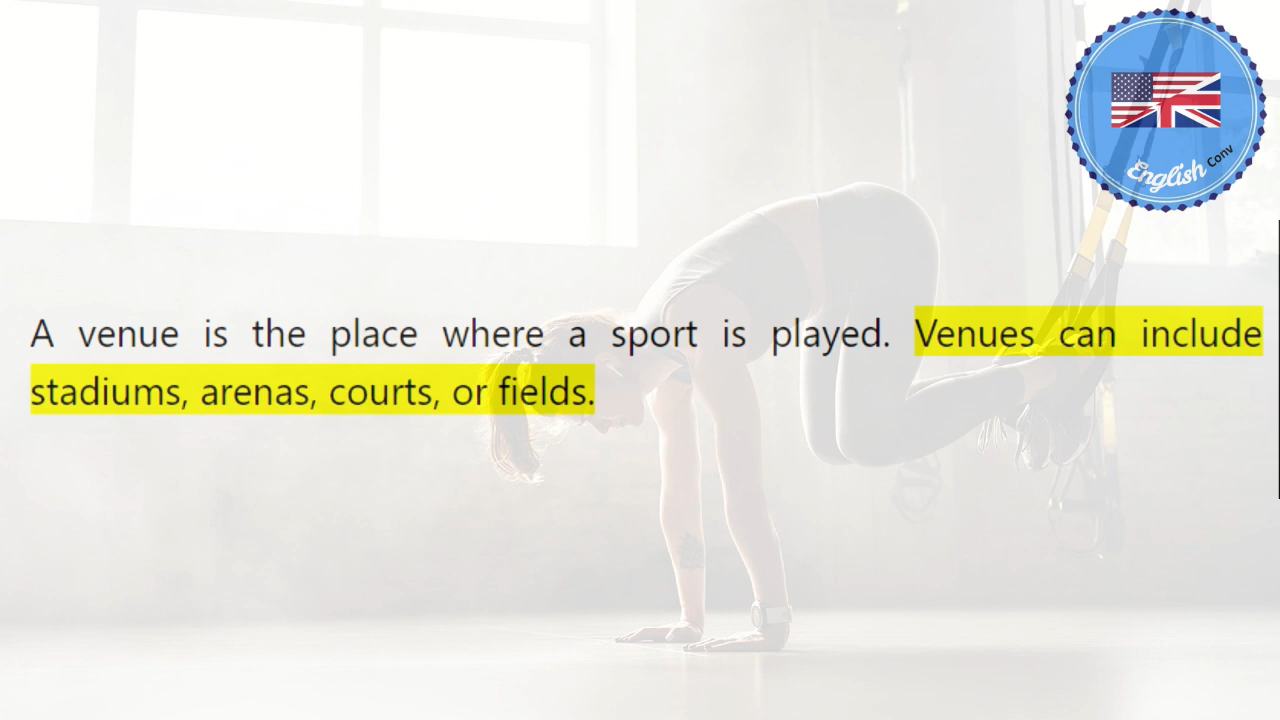 English Conv
A venue is the place where a sport is played. Venues can include
stadiums, arenas, courts, or fields.